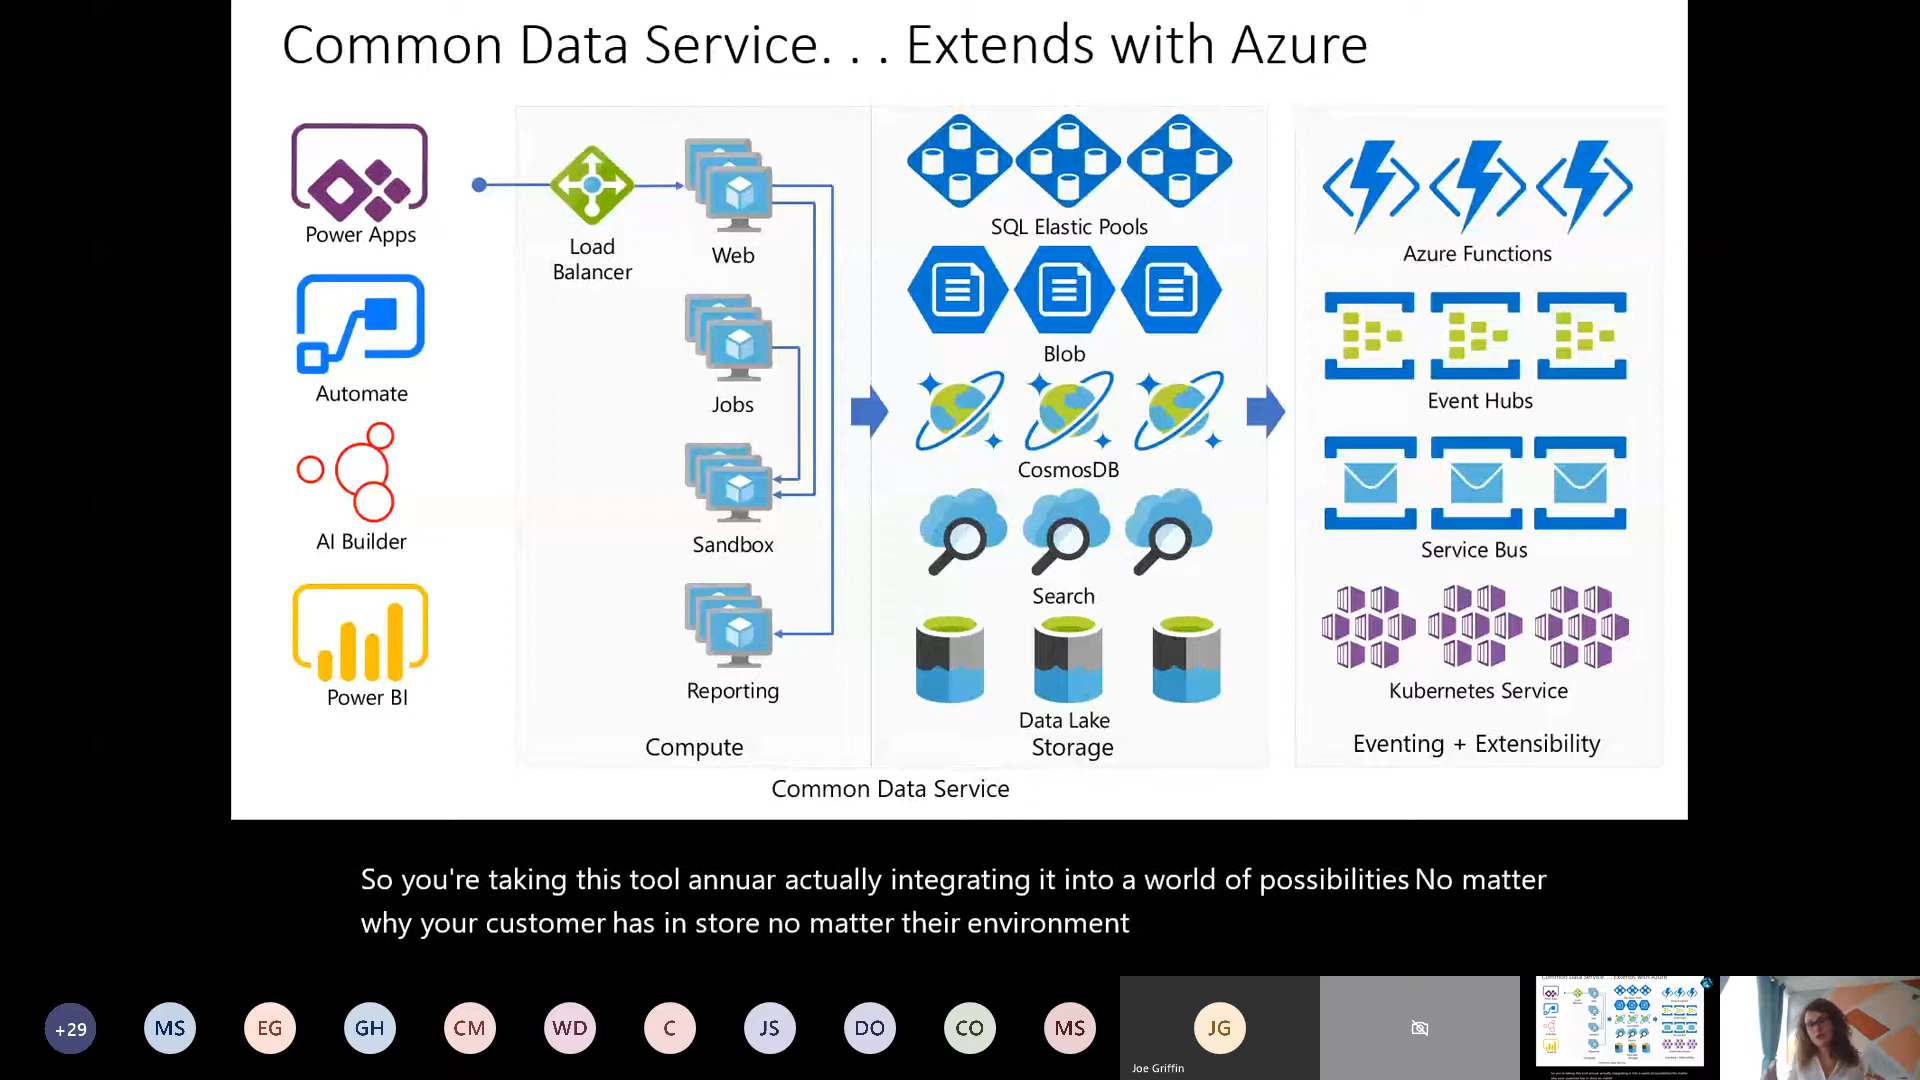 Common Data Service. . . Extends with Azure
Power Apps
Automate
AI Builder
Power BI
Load
Balancer
Web
Jobs
Sandbox
Reporting
Compute
SQL Elastic Pools
Blob
CosmosDB
Search
Data Lake
Storage
Common Data Service
Azure Functions
Event Hubs
Service Bus
Kubernetes Service
Eventing + Extensibility
So you're taking this tool annuar actually integrating it into a world of possibilities No matter
why your customer has in store no matter their environment
+29
MS
EG
GH
CM
WD
C
JS
DO
CO
MS
JG
Joe Griffin